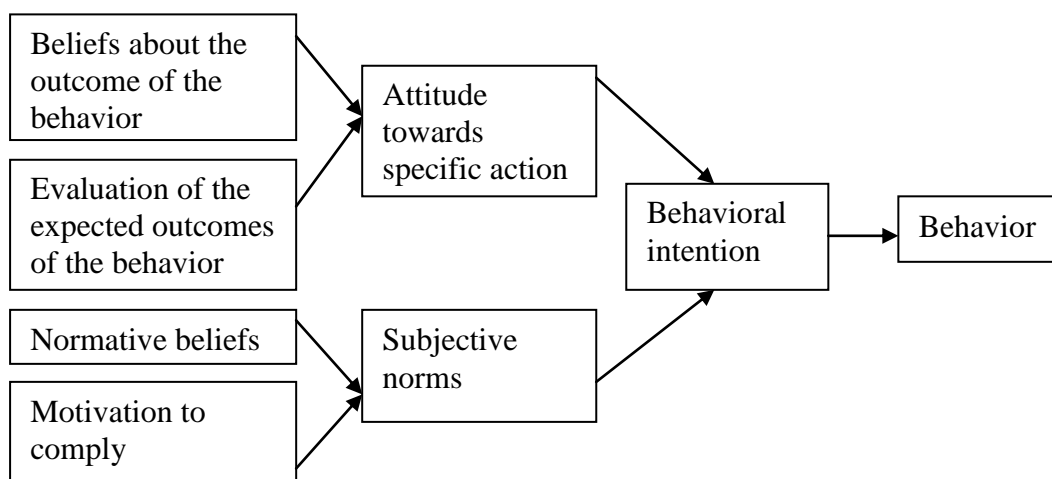 Beliefs about the
outcome of the
behavior
Evaluation of the
expected outcomes
of the behavior
Normative beliefs
Motivation to
comply
Attitude
towards
specific action
Subjective
norms
Behavioral
intention
Behavior